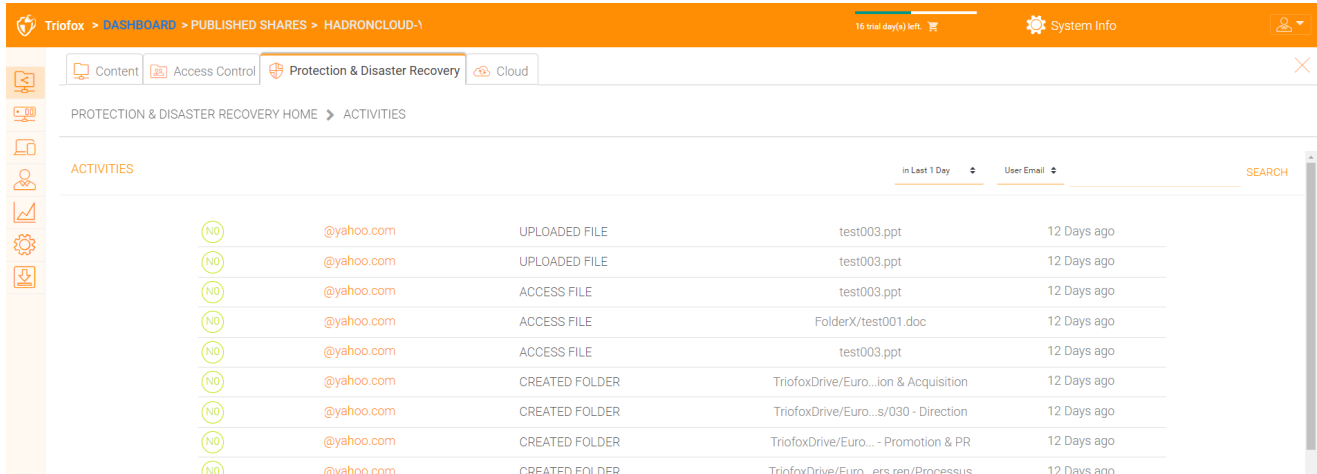 Triofox > DASHBOARD > PUBLISHED SHARES > HADRONCLOUD-
16 trial day(s) left.
System Info
Content Access Control Protection & Disaster Recovery Cloud
PROTECTION & DISASTER RECOVERY HOME > ACTIVITIES
ACTIVITIES in Last 1 Day User Email SEARCH
N0 @yahoo.com UPLOADED FILE test003.ppt 12 Days ago
N0 @yahoo.com UPLOADED FILE test003.ppt 12 Days ago
N0 @yahoo.com ACCESS FILE test003.ppt 12 Days ago
N0 @yahoo.com ACCESS FILE FolderX/test001.doc 12 Days ago
N0 @yahoo.com ACCESS FILE test003.ppt 12 Days ago
N0 @yahoo.com CREATED FOLDER TriofoxDrive/Euro...ion & Acquisition 12 Days ago
N0 @yahoo.com CREATED FOLDER TriofoxDrive/Euro...s/030 - Direction 12 Days ago
N0 @yahoo.com CREATED FOLDER TriofoxDrive/Euro... - Promotion & PR 12 Days ago
N0 @yahoo.com CREATED FOLDER TriofoxDrive/Euro...ers ren/Processus 12 Days ago